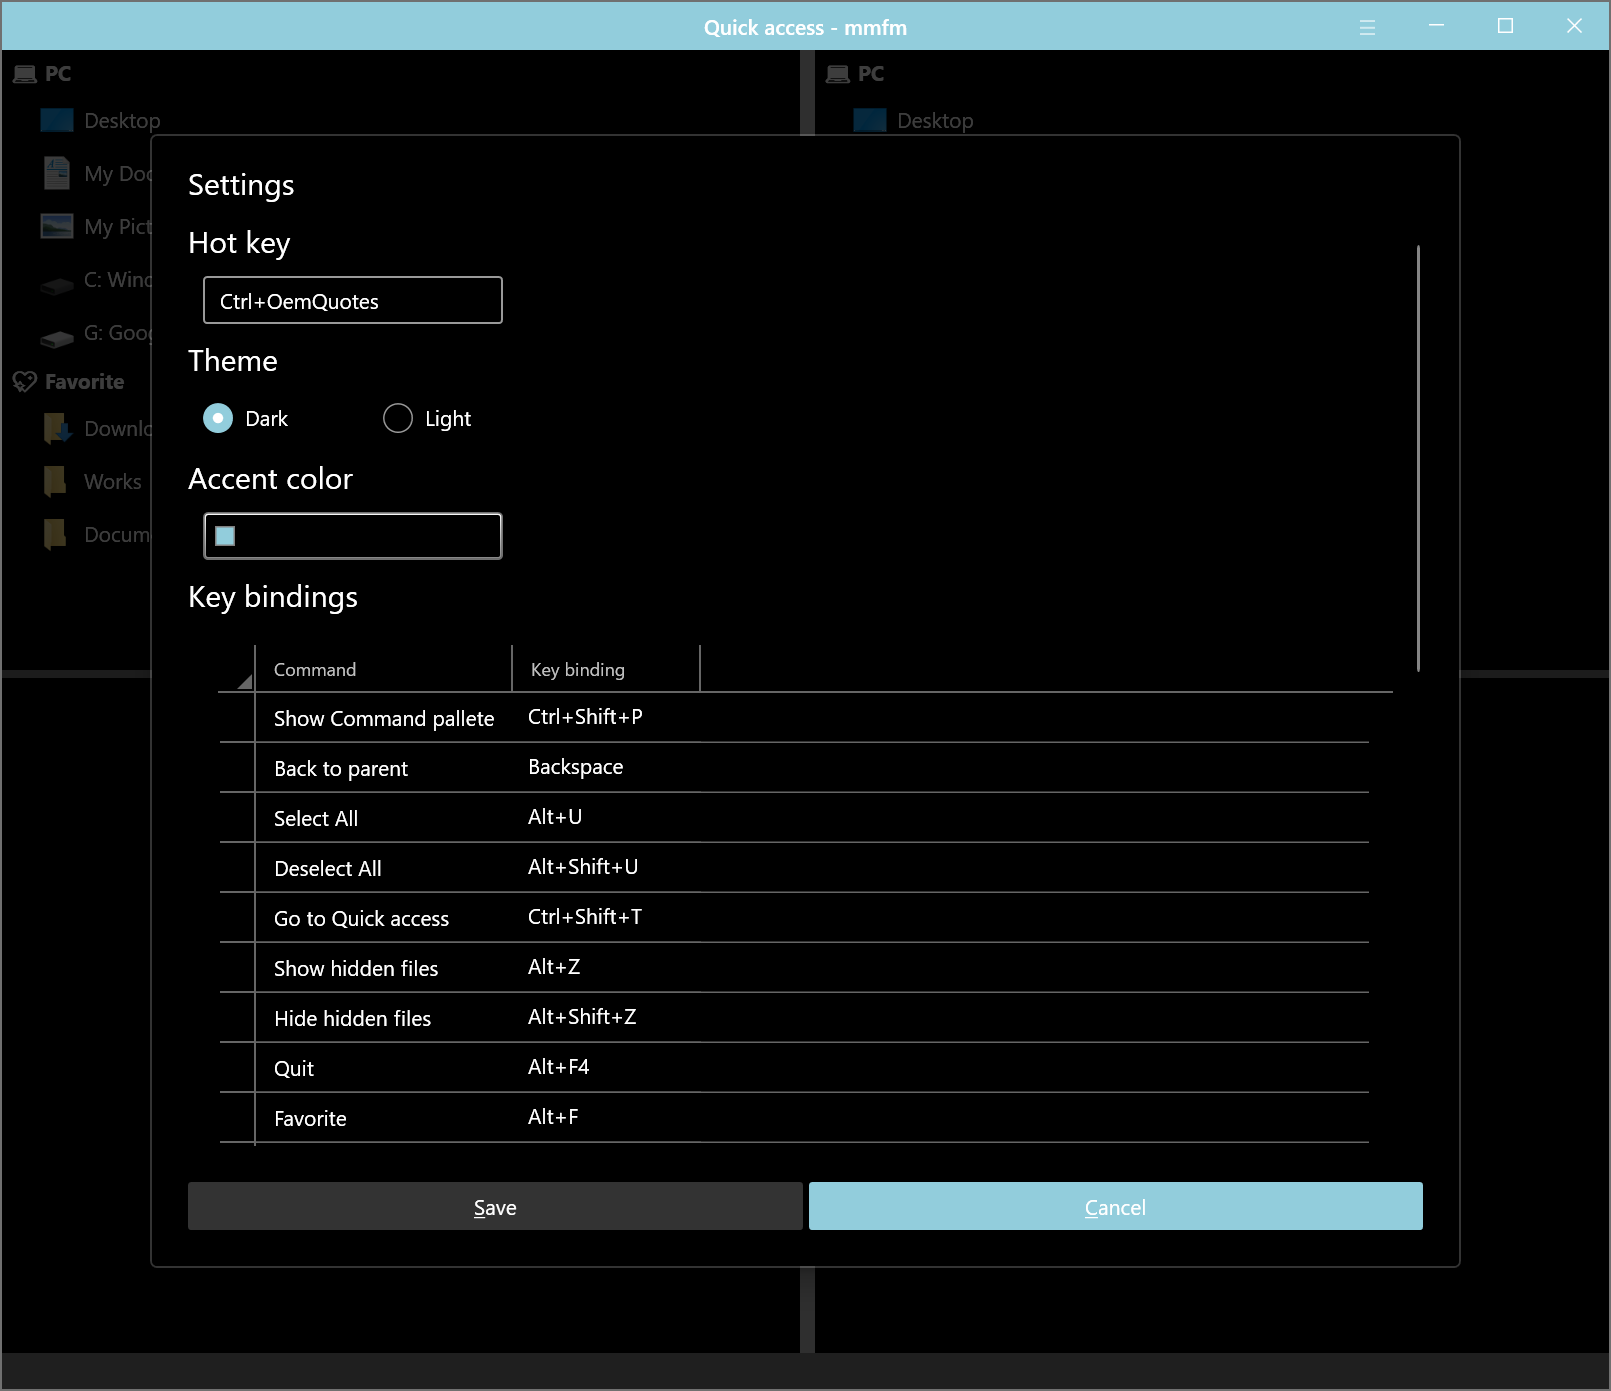 Quick access - mmfm
PC
Desktop
My Doc
My Pict
C: Wind
G: Goog
Favorite
Downlo
Works
Docum
PC
Desktop
Settings
Hot key
Ctrl+OemQuotes
Theme
Dark Light
Accent color
Key bindings
Command Key binding
Show Command pallete Ctrl+Shift+P
Back to parent Backspace
Select All Alt+U
Deselect All Alt+Shift+U
Go to Quick access Ctrl+Shift+T
Show hidden files Alt+Z
Hide hidden files Alt+Shift+Z
Quit Alt+F4
Favorite Alt+F
Save Cancel